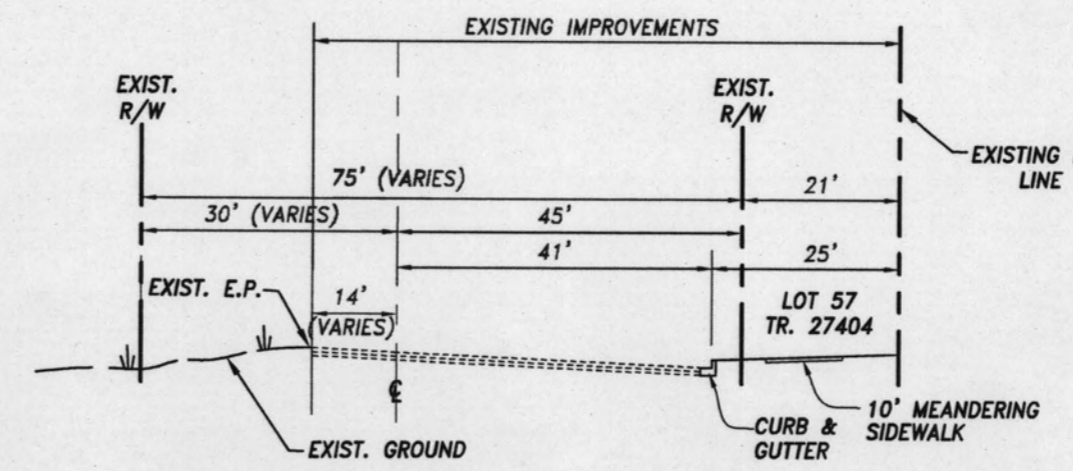 EXISTING IMPROVEMENTS
EXIST.
R/W
EXIST.
R/W
EXISTING
LINE
75' (VARIES)
21'
30' (VARIES)
45'
41'
25'
EXIST. E.P.
14'
(VARIES)
LOT 57
TR. 27404
℄
EXIST. GROUND
CURB &
GUTTER
10' MEANDERING
SIDEWALK